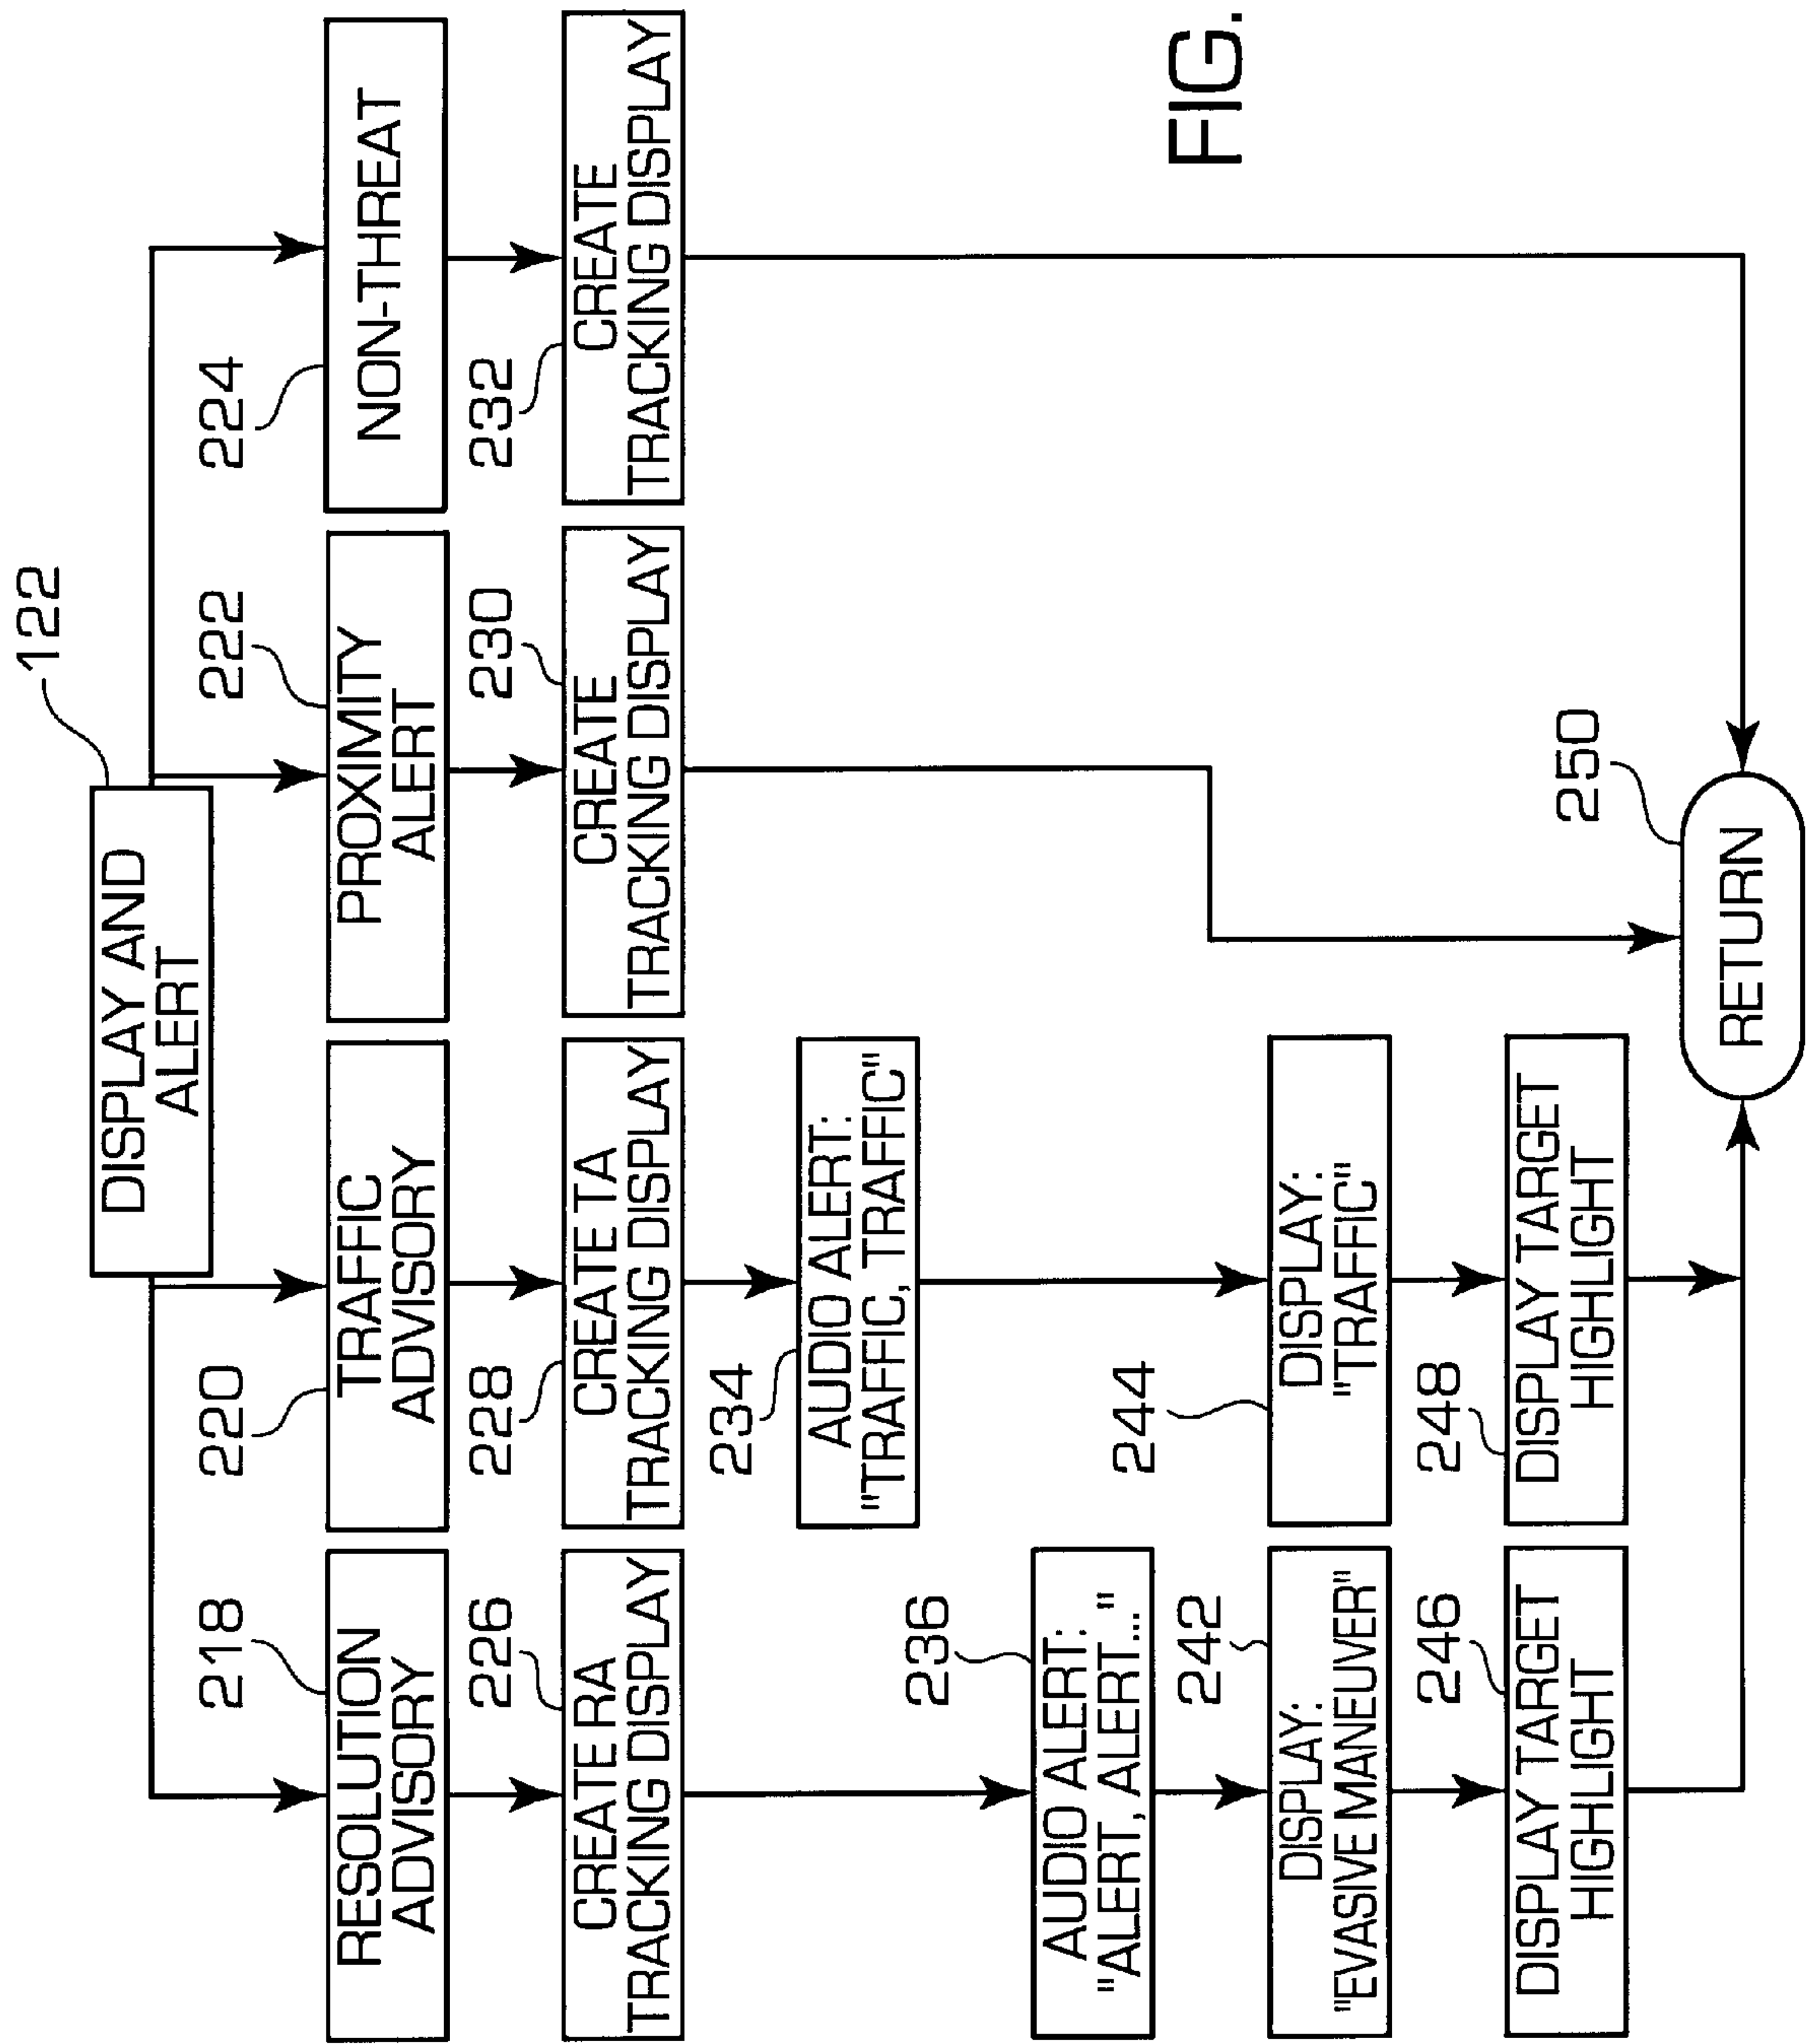 122
DISPLAY AND
ALERT
218
RESOLUTION
ADVISORY
220
TRAFFIC
ADVISORY
222
PROXIMITY
ALERT
224
NON-THREAT
226
CREATE RA
TRACKING DISPLAY
228
CREATE TA
TRACKING DISPLAY
230
CREATE
TRACKING DISPLAY
232
CREATE
TRACKING DISPLAY
234
AUDIO ALERT:
"TRAFFIC, TRAFFIC"
236
AUDIO ALERT:
"ALERT, ALERT..."
242
DISPLAY:
"EVASIVE MANEUVER"
244
DISPLAY:
"TRAFFIC"
246
DISPLAY TARGET
HIGHLIGHT
248
DISPLAY TARGET
HIGHLIGHT
250
RETURN
FIG.